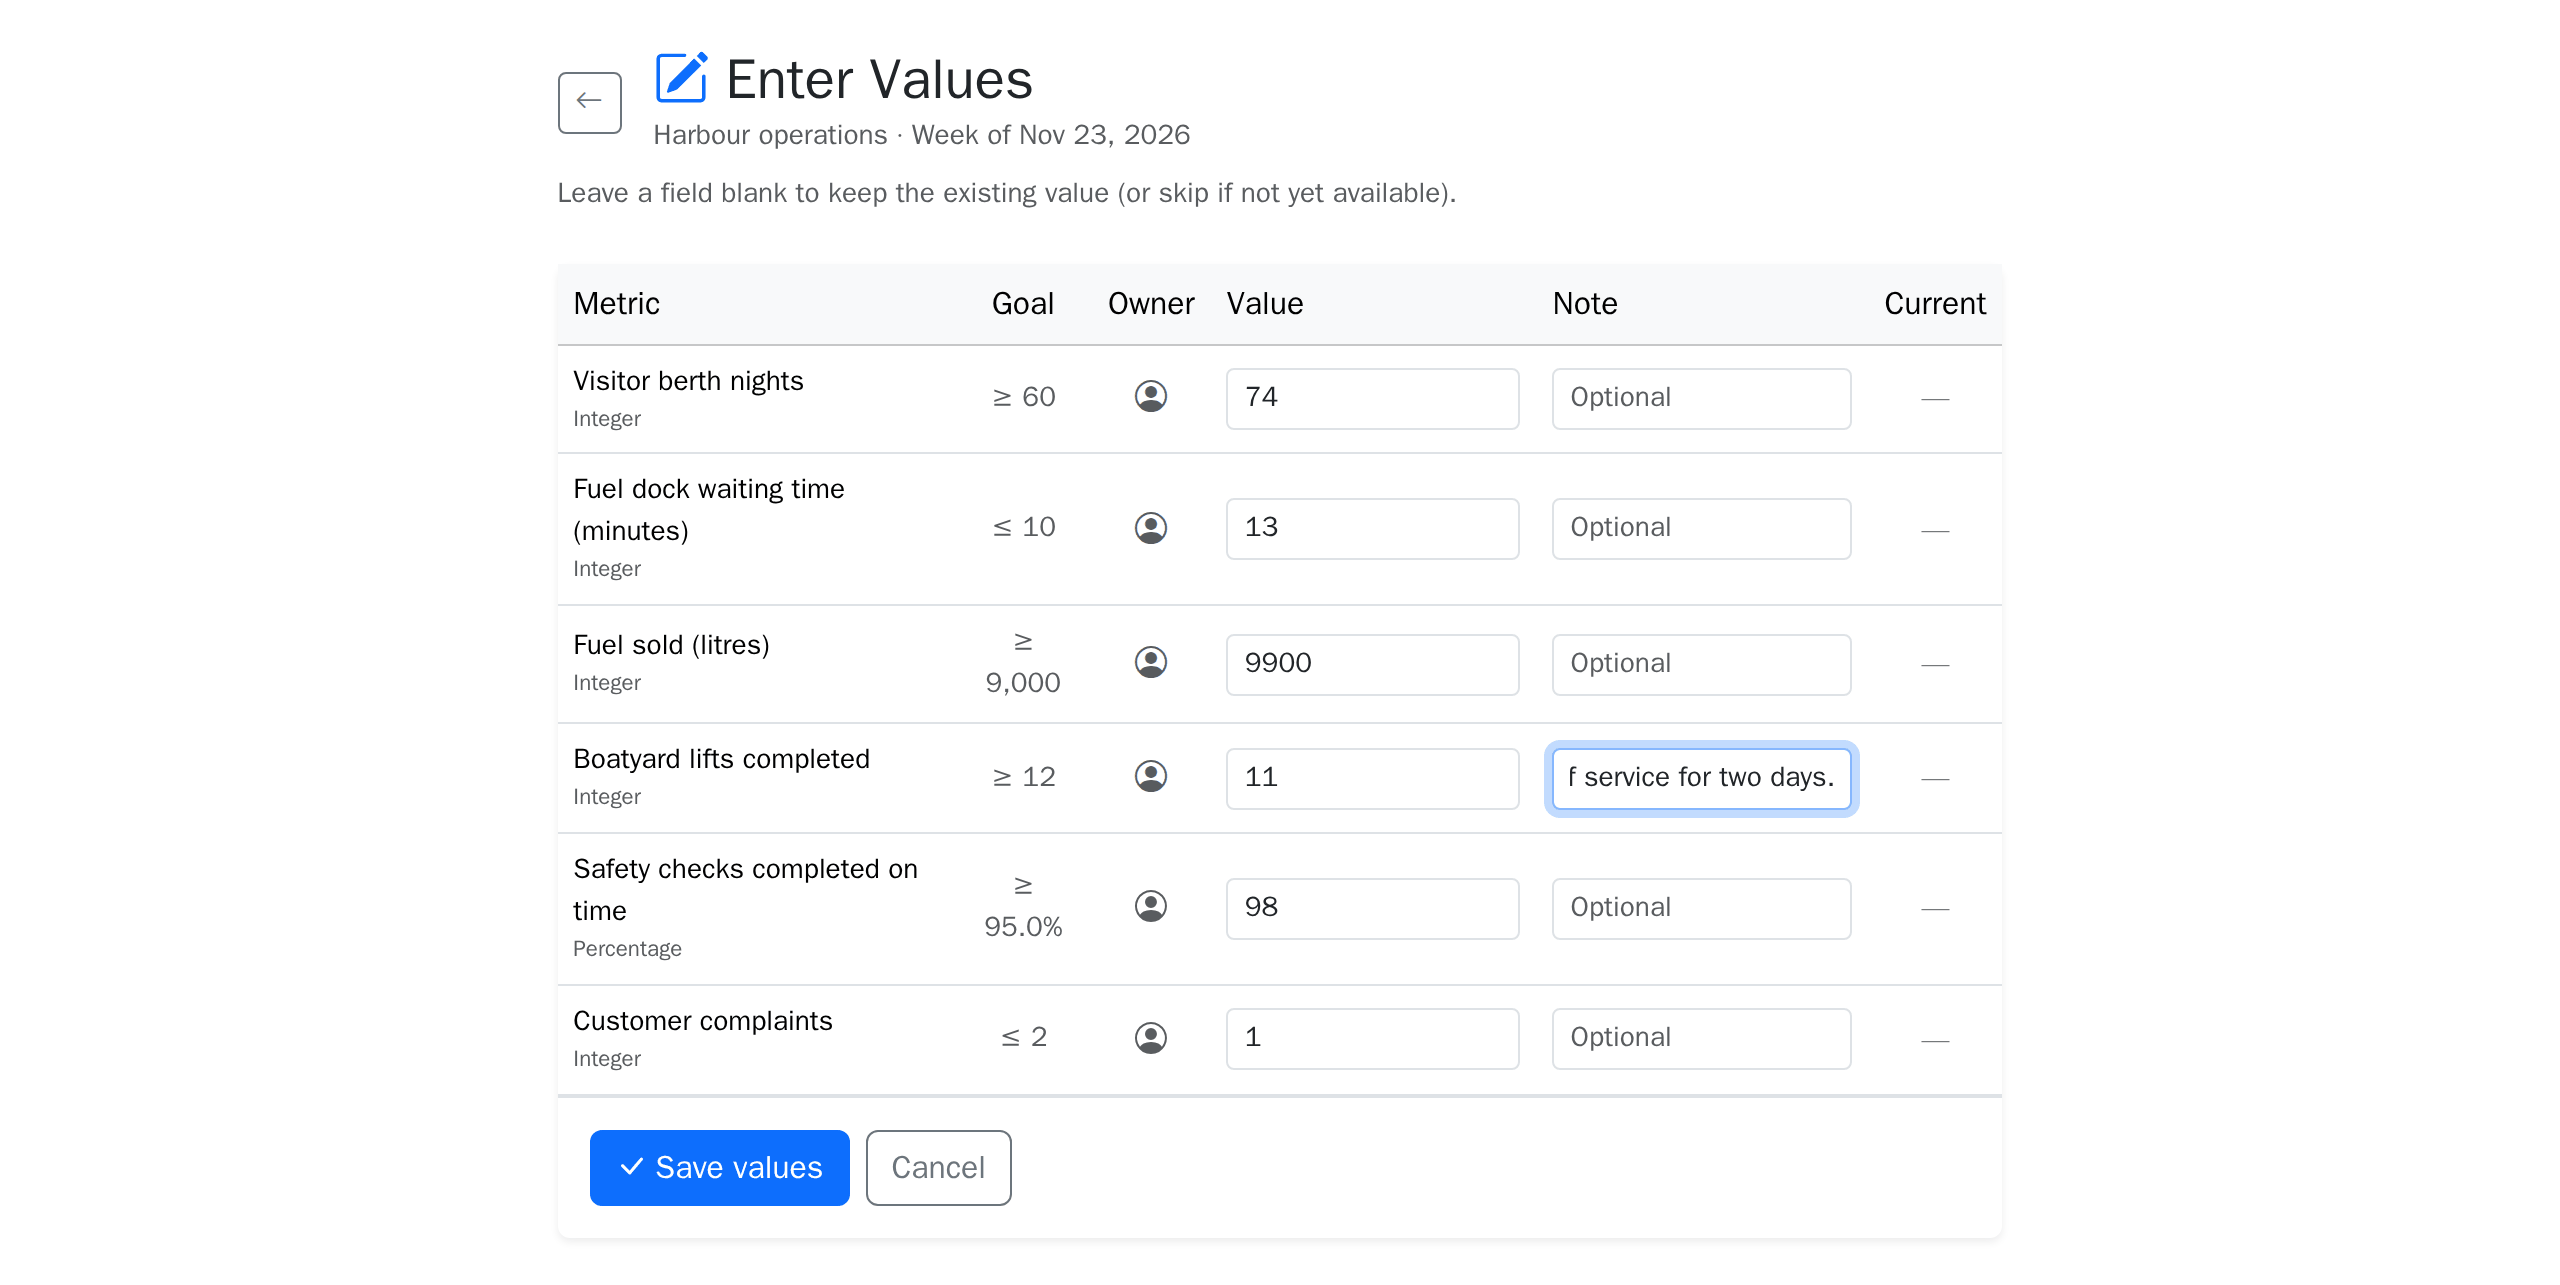 Enter Values
Harbour operations · Week of Nov 23, 2026
Leave a field blank to keep the existing value (or skip if not yet available).
Metric Goal Owner Value Note Current
Visitor berth nights
Integer
≥ 60 74 Optional —
Fuel dock waiting time
(minutes)
Integer
≤ 10 13 Optional —
Fuel sold (litres)
Integer
≥
9,000
9900 Optional —
Boatyard lifts completed
Integer
≥ 12 11 f service for two days. —
Safety checks completed on
time
Percentage
≥
95.0%
98 Optional —
Customer complaints
Integer
≤ 2 1 Optional —
Save values Cancel